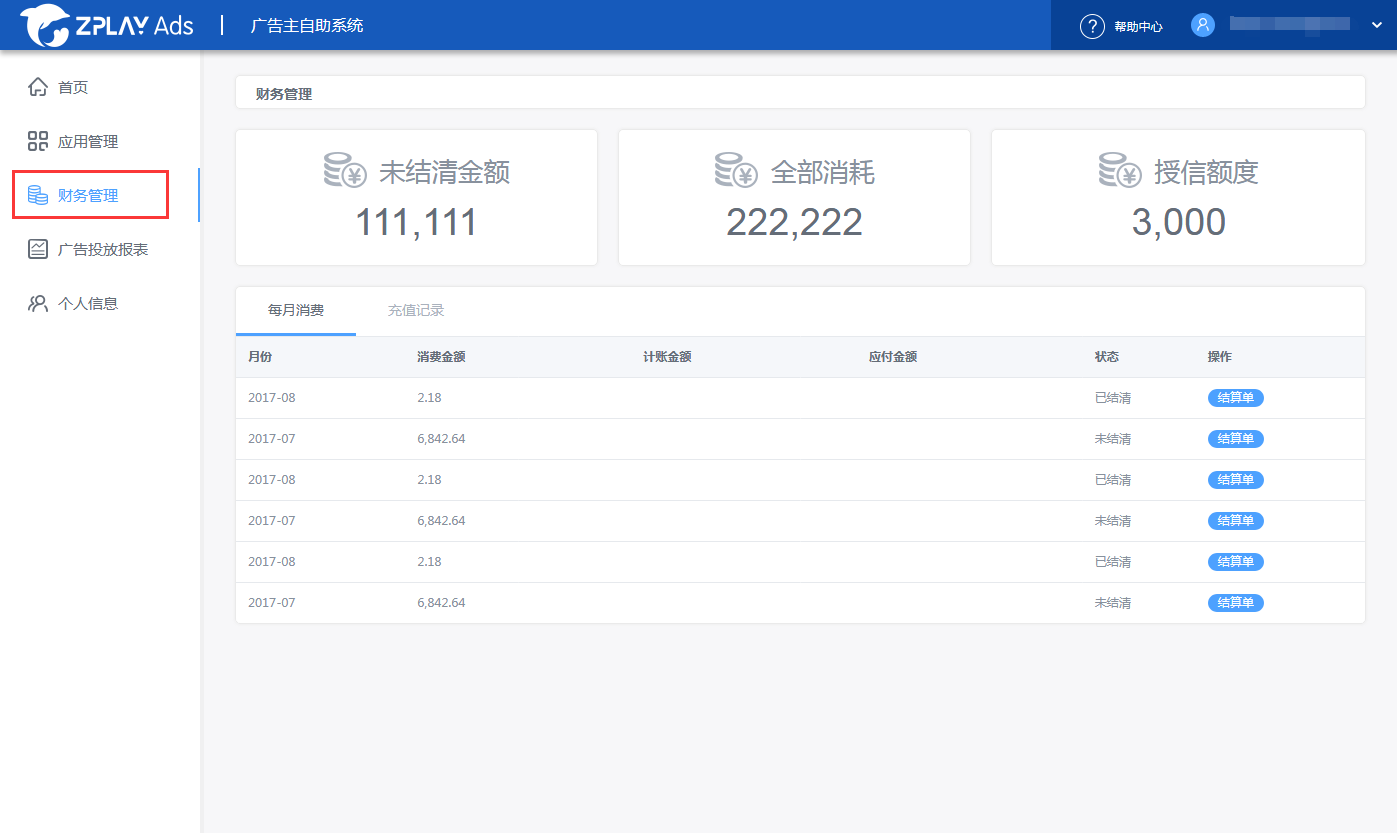 ZPLAY Ads | 广告主自助系统 ? 帮助中心
首页
应用管理
财务管理
广告投放报表
个人信息
财务管理
未结清金额
111,111
全部消耗
222,222
授信额度
3,000
每月消费 充值记录
月份 消费金额 计账金额 应付金额 状态 操作
2017-08 2.18 已结清 结算单
2017-07 6,842.64 未结清 结算单
2017-08 2.18 已结清 结算单
2017-07 6,842.64 未结清 结算单
2017-08 2.18 已结清 结算单
2017-07 6,842.64 未结清 结算单